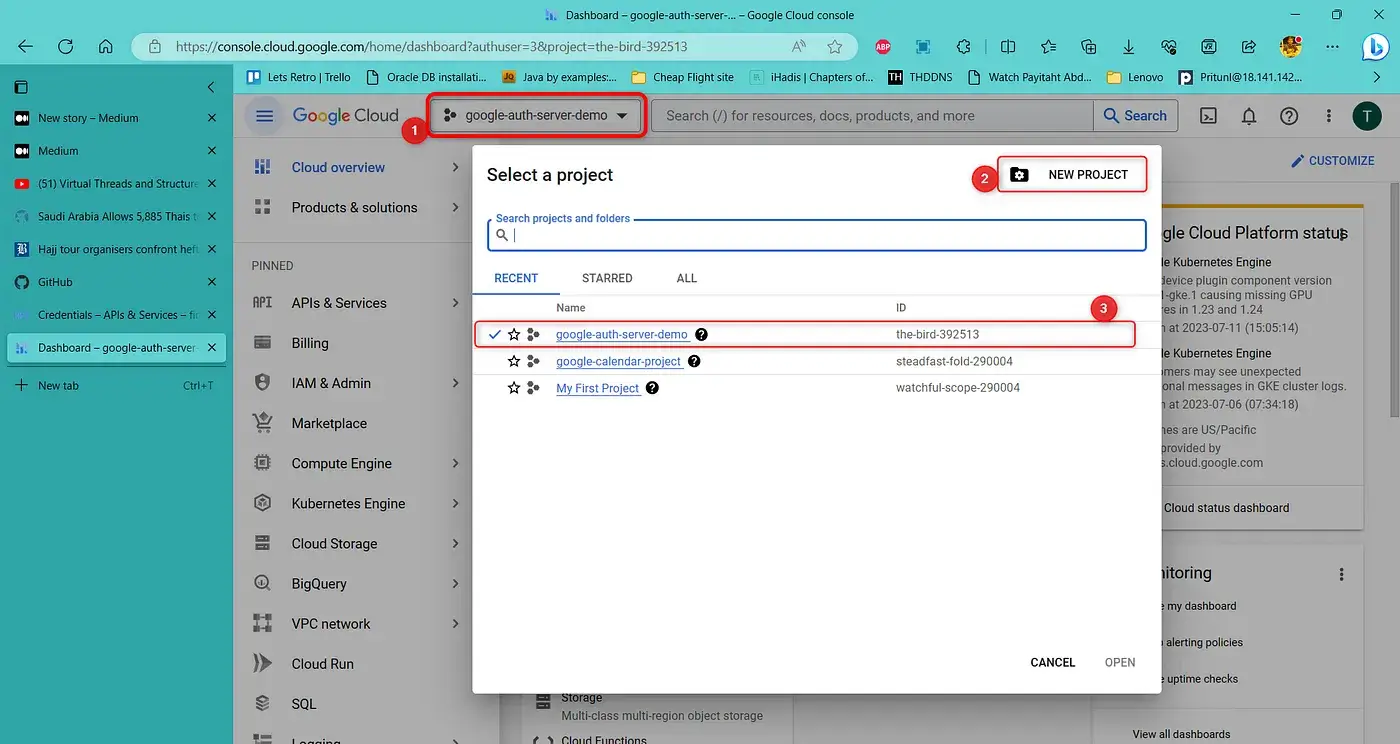 Dashboard – google-auth-server-... – Google Cloud console
https://console.cloud.google.com/home/dashboard?authuser=3&project=the-bird-392513
ABP
Lets Retro | Trello
Oracle DB installati...
Java by examples:...
Cheap Flight site
iHadis | Chapters of...
TH THDDNS
Watch Payitaht Abd...
Lenovo
Pritunl@18.141.142...
New story – Medium
Medium
(51) Virtual Threads and Structure
Saudi Arabia Allows 5,885 Thais t
Hajj tour organisers confront heft
GitHub
Credentials – APIs & Services – fic
Dashboard – google-auth-server-
New tab
Ctrl+T
Google Cloud
1
google-auth-server-demo
Search (/) for resources, docs, products, and more
Search
T
Cloud overview
Products & solutions
PINNED
API APIs & Services
Billing
IAM & Admin
Marketplace
Compute Engine
Kubernetes Engine
Cloud Storage
BigQuery
VPC network
Cloud Run
SQL
Logging
Select a project
2
NEW PROJECT
Search projects and folders
RECENT
STARRED
ALL
Name
ID
3
google-auth-server-demo
the-bird-392513
google-calendar-project
steadfast-fold-290004
My First Project
watchful-scope-290004
CANCEL
OPEN
CUSTOMIZE
gle Cloud Platform status
le Kubernetes Engine
device plugin component version
1-gke.1 causing missing GPU
res in 1.23 and 1.24
n at 2023-07-11 (15:05:14)
le Kubernetes Engine
omers may see unexpected
onal messages in GKE cluster logs.
n at 2023-07-06 (07:34:18)
nes are US/Pacific
provided by
s.cloud.google.com
Cloud status dashboard
nitoring
e my dashboard
p alerting policies
e uptime checks
View all dashboards
Storage
Multi-class multi-region object storage
Cloud Functions